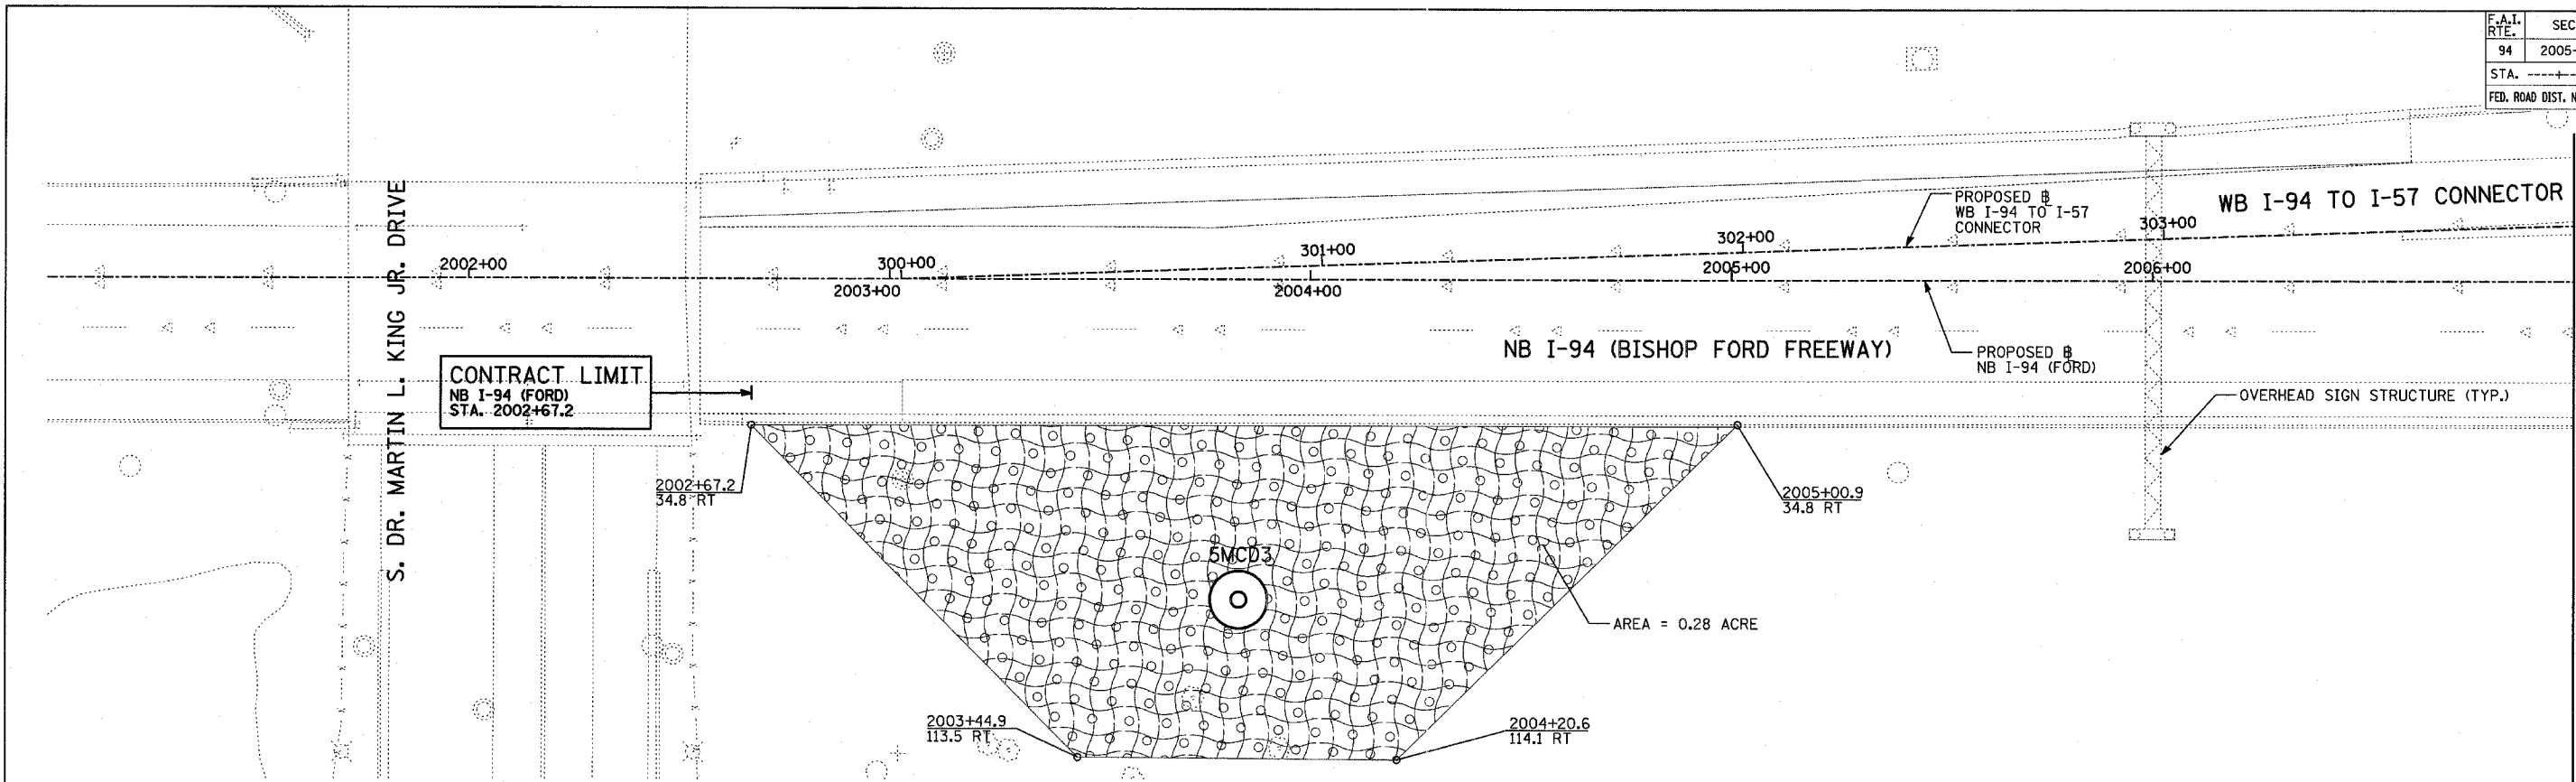 F.A.I.
RTE.
SEC
94
2005-
STA. ----+--
FED. ROAD DIST. N
S. DR. MARTIN L. KING JR. DRIVE
PROPOSED B
WB I-94 TO I-57
CONNECTOR
WB I-94 TO I-57 CONNECTOR
2002+00
300+00
301+00
302+00
303+00
2003+00
2004+00
2005+00
2006+00
NB I-94 (BISHOP FORD FREEWAY)
PROPOSED B
NB I-94 (FORD)
CONTRACT LIMIT
NB I-94 (FORD)
STA. 2002+67.2
OVERHEAD SIGN STRUCTURE (TYP.)
2002+67.2
34.8 RT
2005+00.9
34.8 RT
5MCD3
AREA = 0.28 ACRE
2003+44.9
113.5 RT
2004+20.6
114.1 RT